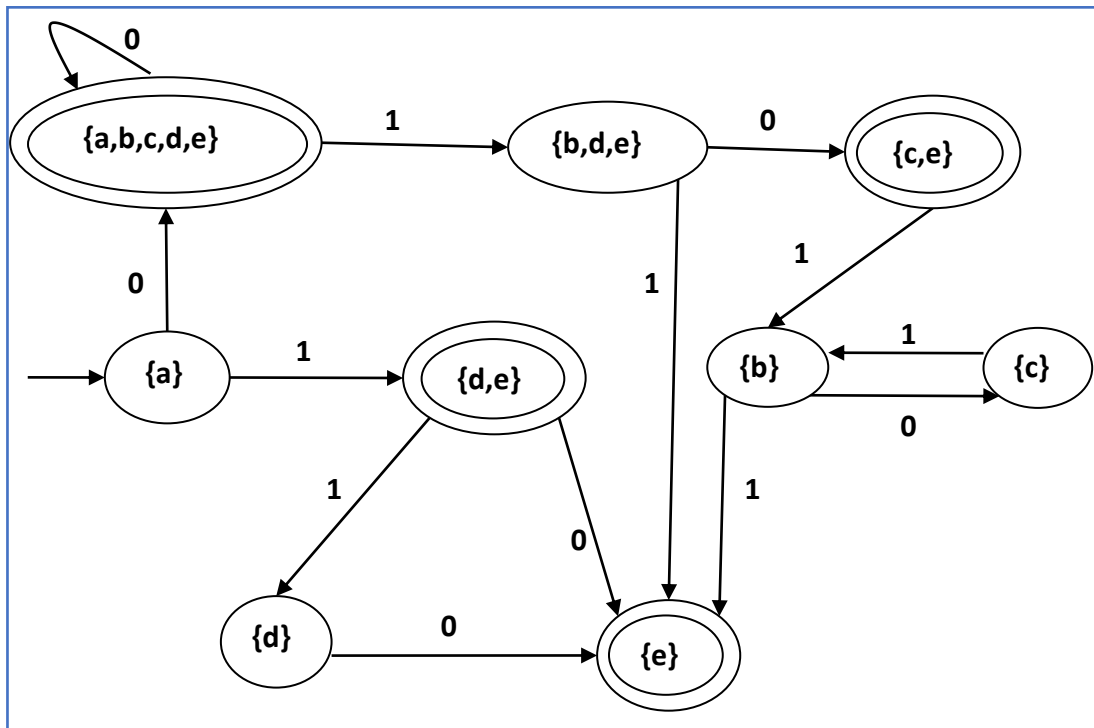 0
{a,b,c,d,e}
1
{b,d,e}
0
{c,e}
0
1
1
{a}
1
{d,e}
{b}
1
{c}
0
1
0
1
{d}
0
{e}